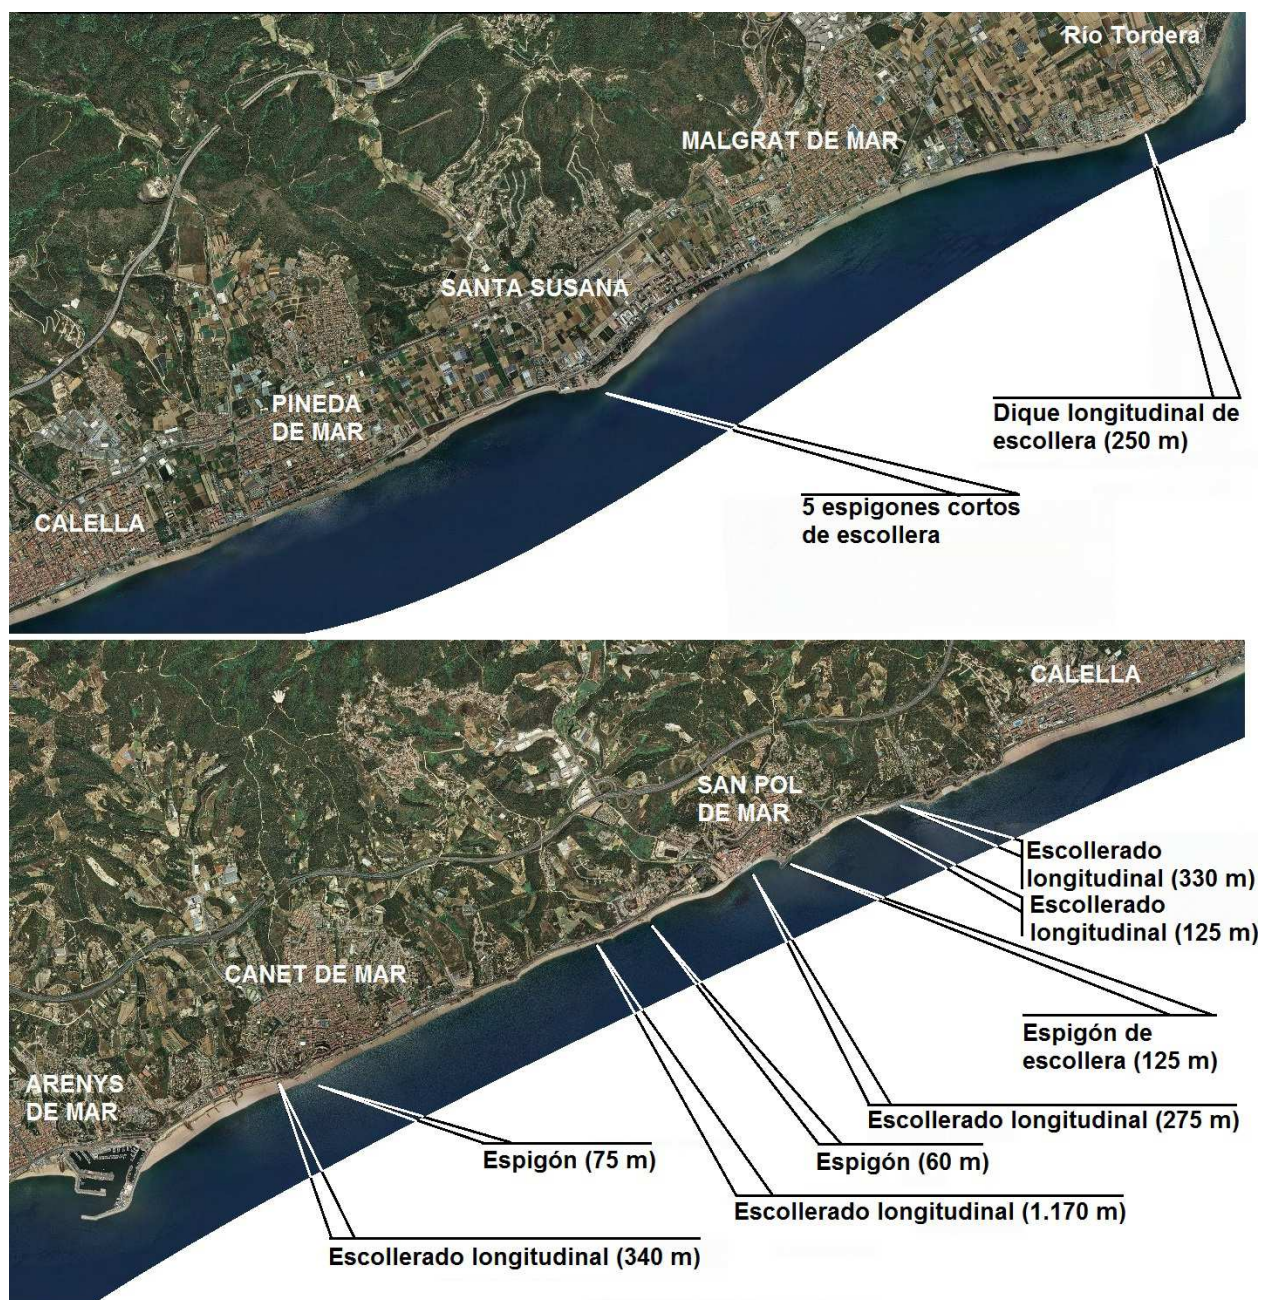 Río Tordera
MALGRAT DE MAR
SANTA SUSANA
PINEDA
DE MAR
CALELLA
Dique longitudinal de
escollera (250 m)
5 espigones cortos
de escollera
CALELLA
SAN POL
DE MAR
Escollerado
longitudinal (330 m)
Escollerado
longitudinal (125 m)
CANET DE MAR
Espigón de
escollera (125 m)
ARENYS
DE MAR
Escollerado longitudinal (275 m)
Espigón (75 m)
Espigón (60 m)
Escollerado longitudinal (1.170 m)
Escollerado longitudinal (340 m)